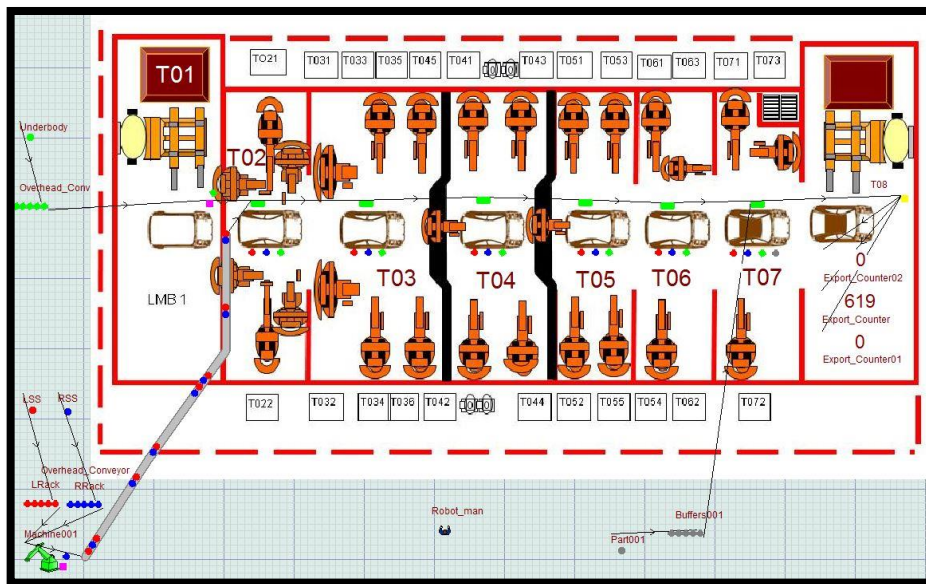 T01
TO21
T031
T033
TO35
T045
T041
T043
T051
T053
T061
T063
T071
T073
Underbody
T02
Overhead_Conv
T08
LMB 1
T03
T04
T05
T06
T07
0
Export_Counter02
619
Export_Counter
0
Export_Counter01
LSS
RSS
T022
T032
T034
T036
T042
T044
T052
T055
T054
T062
T072
Overhead_Conveyor
LRack
RRack
Machine001
Robot_man
Buffers001
Part001